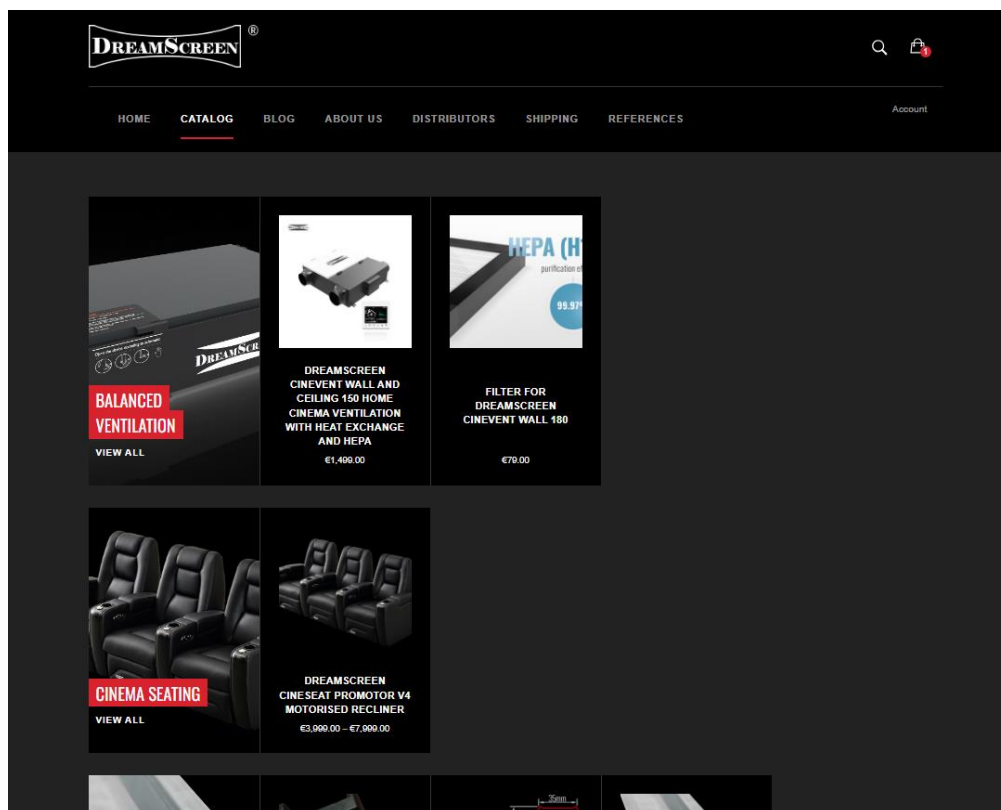 DREAMSCREEN ®
1
Account
HOME CATALOG BLOG ABOUT US DISTRIBUTORS SHIPPING REFERENCES
DREAMSCR
BALANCED
VENTILATION
VIEW ALL
DREAMSCREEN
CINEVENT WALL AND
CEILING 150 HOME
CINEMA VENTILATION
WITH HEAT EXCHANGE
AND HEPA
€1,499.00
HEPA (H
purification e
99.97
FILTER FOR
DREAMSCREEN
CINEVENT WALL 180
€79.00
CINEMA SEATING
VIEW ALL
DREAMSCREEN
CINESEAT PROMOTOR V4
MOTORISED RECLINER
€3,999.00 – €7,999.00
35mm